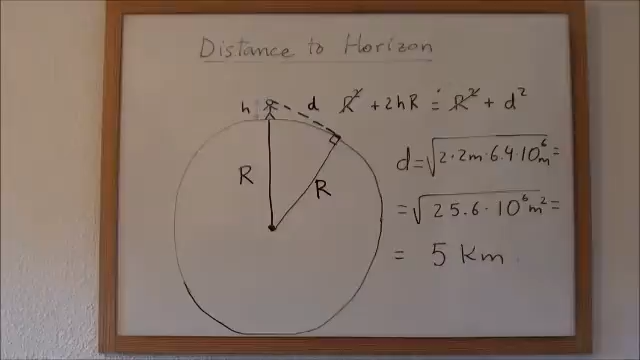 Distance to Horizon
h d R² + 2hR = R² + d²
R R
d = √2·2m·6.4·10⁶m =
= √25.6·10⁶m² =
= 5 Km